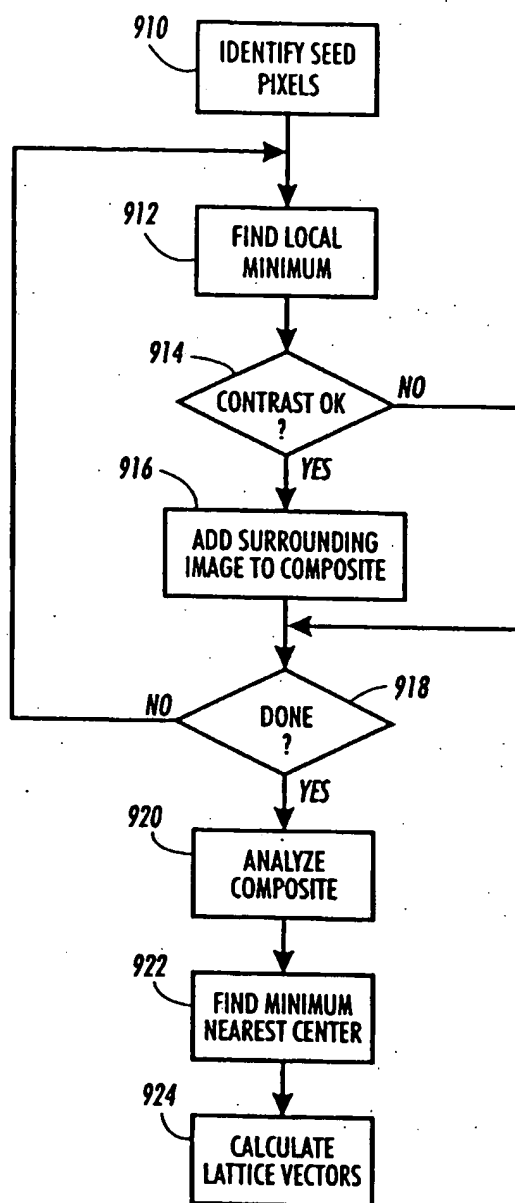 910
IDENTIFY SEED
PIXELS
912
FIND LOCAL
MINIMUM
914
CONTRAST OK
?
NO
YES
916
ADD SURROUNDING
IMAGE TO COMPOSITE
918
NO
DONE
?
YES
920
ANALYZE
COMPOSITE
922
FIND MINIMUM
NEAREST CENTER
924
CALCULATE
LATTICE VECTORS